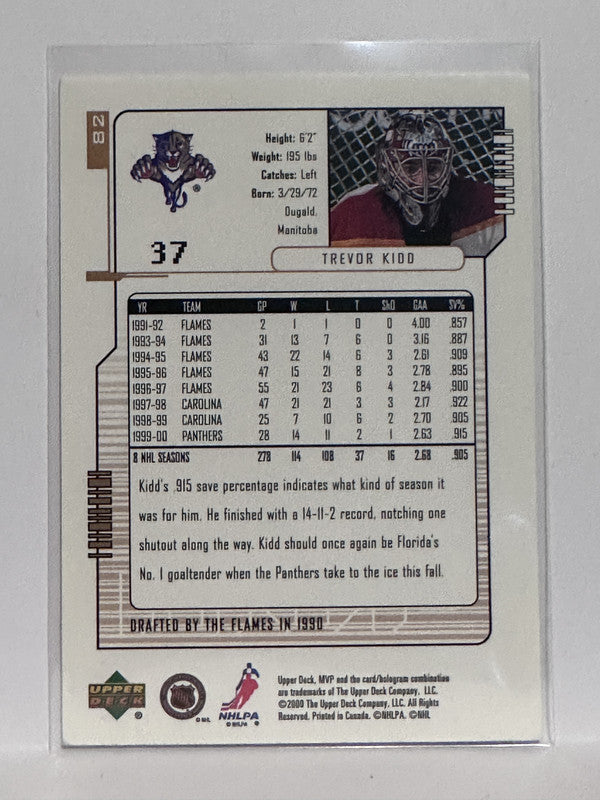 82
Height: 6'2"
Weight: 195 lbs
Catches: Left
Born: 3/29/72
Dugald,
Manitoba
®
37
TREVOR KIDD
YR TEAM GP W L T ShO GAA SV%
1991-92 FLAMES 2 1 1 0 0 4.00 .857
1993-94 FLAMES 31 13 7 6 0 3.16 .887
1994-95 FLAMES 43 22 14 6 3 2.61 .909
1995-96 FLAMES 47 15 21 8 3 2.78 .895
1996-97 FLAMES 55 21 23 6 4 2.84 .900
1997-98 CAROLINA 47 21 21 3 3 2.17 .922
1998-99 CAROLINA 25 7 10 6 2 2.70 .905
1999-00 PANTHERS 28 14 11 2 1 2.63 .915
8 NHL SEASONS 278 114 108 37 16 2.68 .905
Kidd's .915 save percentage indicates what kind of season it
was for him. He finished with a 14-11-2 record, notching one
shutout along the way. Kidd should once again be Florida's
No. 1 goaltender when the Panthers take to the ice this fall.
DRAFTED BY THE FLAMES IN 1990
UPPER
DECK
®
© NHL
NHLPA
© NHLPA ®
Upper Deck, MVP and the card/hologram combination
are trademarks of The Upper Deck Company, LLC.
©2000 The Upper Deck Company, LLC. All Rights
Reserved. Printed in Canada. ©NHLPA. ©NHL